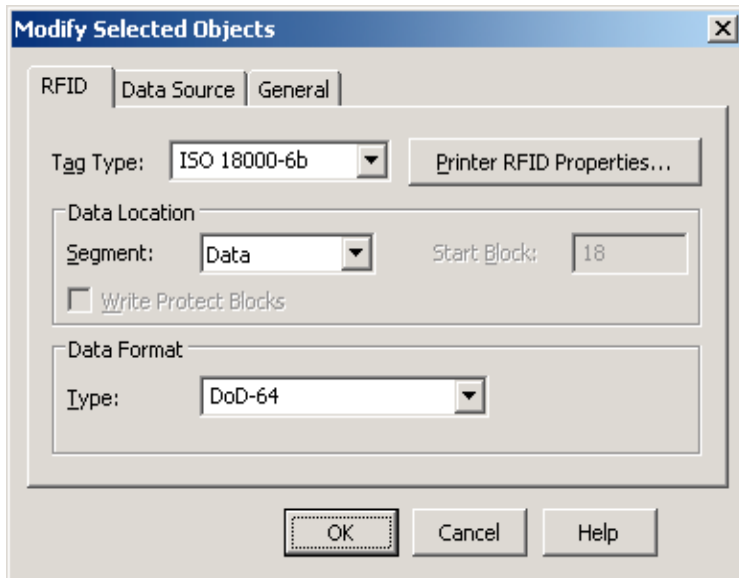 Modify Selected Objects
RFID Data Source General
Tag Type: ISO 18000-6b Printer RFID Properties...
Data Location
Segment: Data Start Block: 18
Write Protect Blocks
Data Format
Type: DoD-64
OK Cancel Help